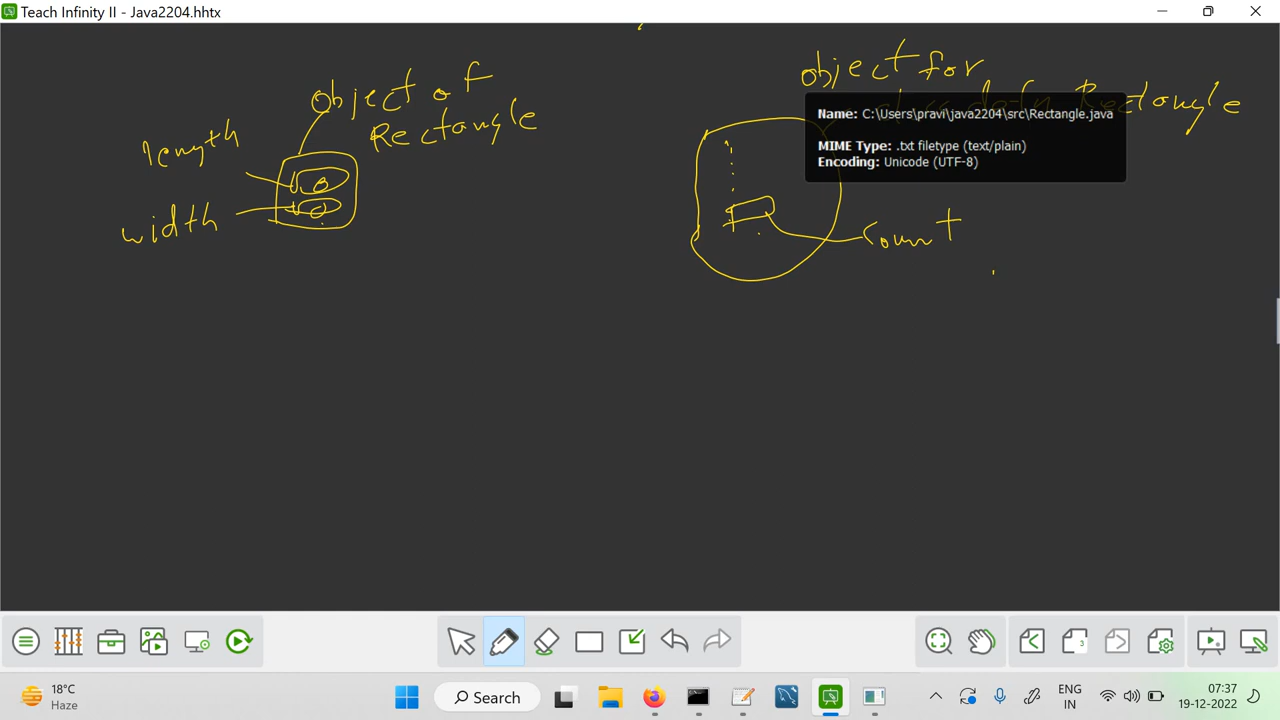 Teach Infinity II - Java2204.hhtx
object of
Rectangle
length
width
object for
Rectangle
Name: C:\Users\pravi\java2204\src\Rectangle.java
MIME Type: .txt filetype (text/plain)
Encoding: Unicode (UTF-8)
count
3
18°C
Haze
Search
ENG
IN
07:37
19-12-2022